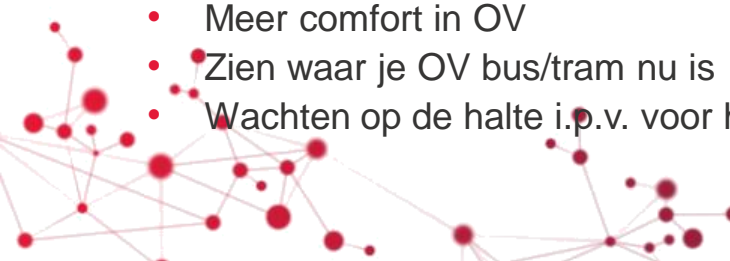 • Meer comfort in OV
• Zien waar je OV bus/tram nu is
• Wachten op de halte i.p.v. voor